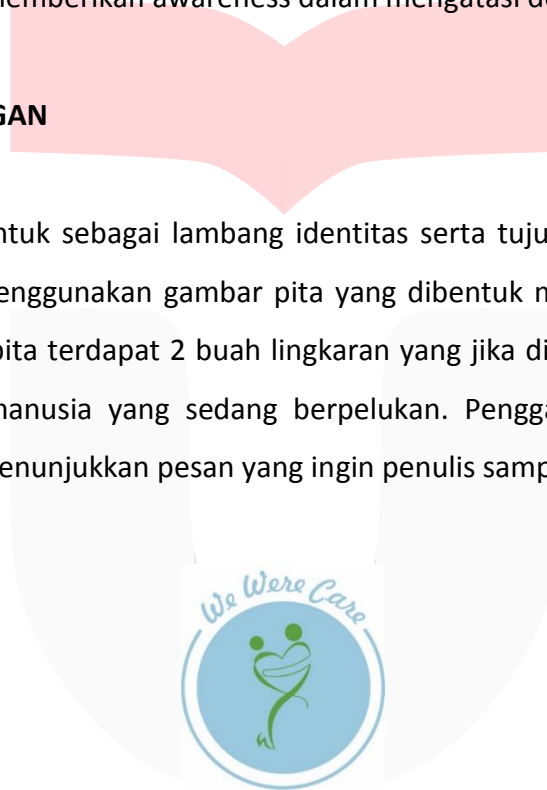 memberikan awareness dalam mengatasi
GAN
ntuk sebagai lambang identitas serta tuju
enggunakan gambar pita yang dibentuk
pita terdapat 2 buah lingkaran yang jika di
manusia yang sedang berpelukan. Pengga
enunjukkan pesan yang ingin penulis samp
We Were Care